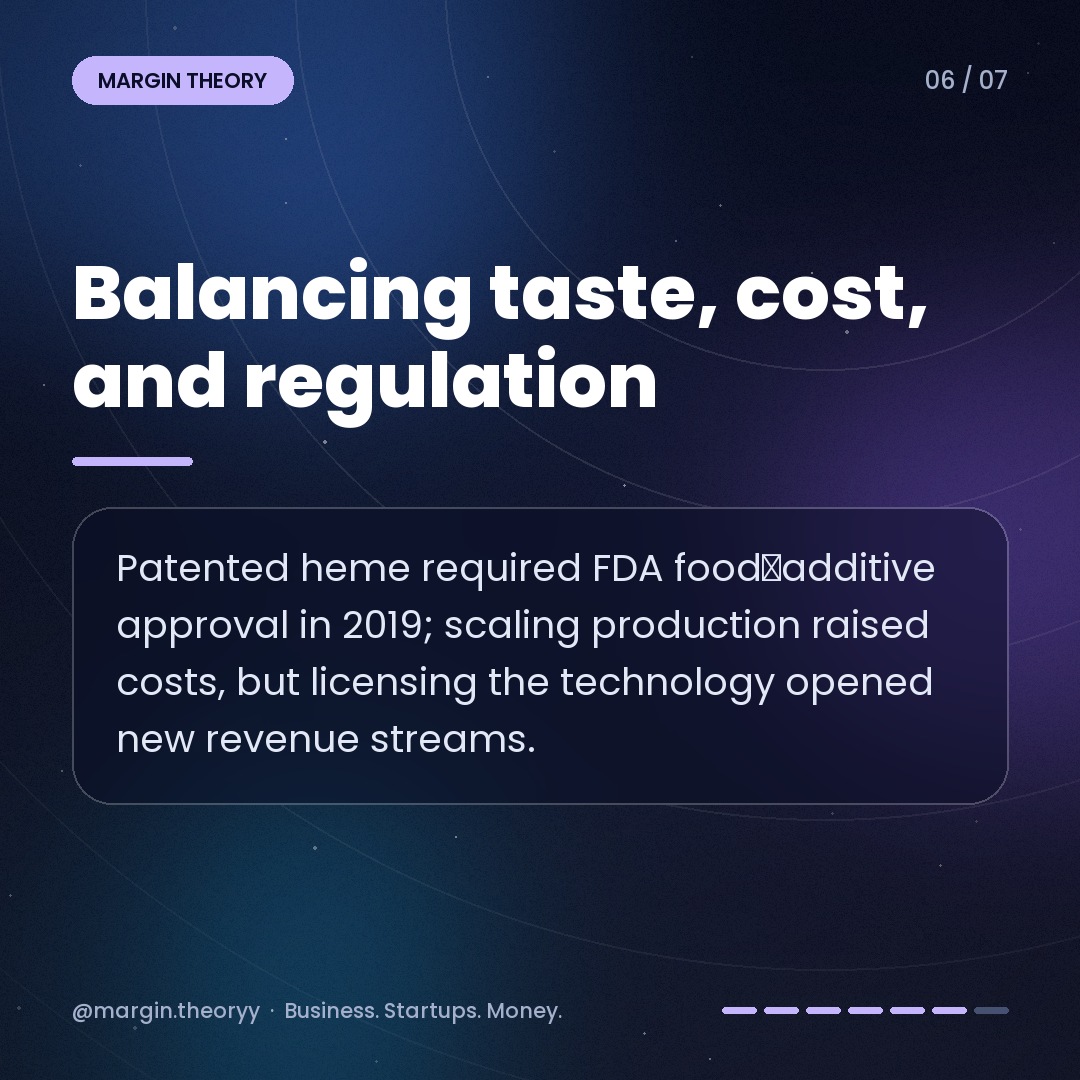 MARGIN THEORY
06 / 07
Balancing taste, cost,
and regulation
Patented heme required FDA food☒additive
approval in 2019; scaling production raised
costs, but licensing the technology opened
new revenue streams.
@margin.theoryy · Business. Startups. Money.